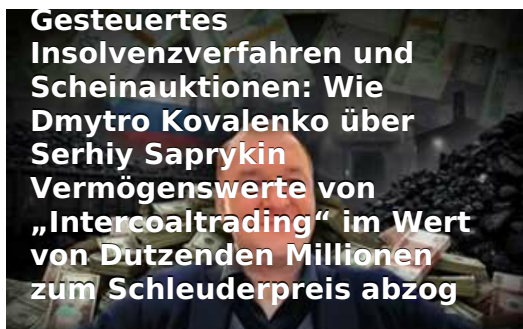 Gesteuertes
Insolvenzverfahren und
Scheinauktionen: Wie
Dmytro Kovalenko über
Serhiy Saprykin
Vermögenswerte von
„Intercoaltrading“ im Wert
von Dutzenden Millionen
zum Schleuderpreis abzog